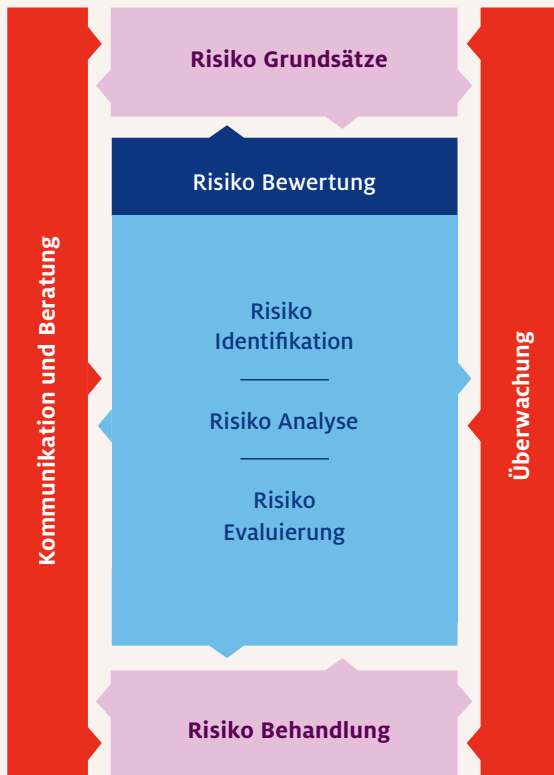 Risiko Grundsätze
Risiko Bewertung
Kommunikation und Beratung
Risiko
Identifikation
Risiko Analyse
Risiko
Evaluierung
Überwachung
Risiko Behandlung